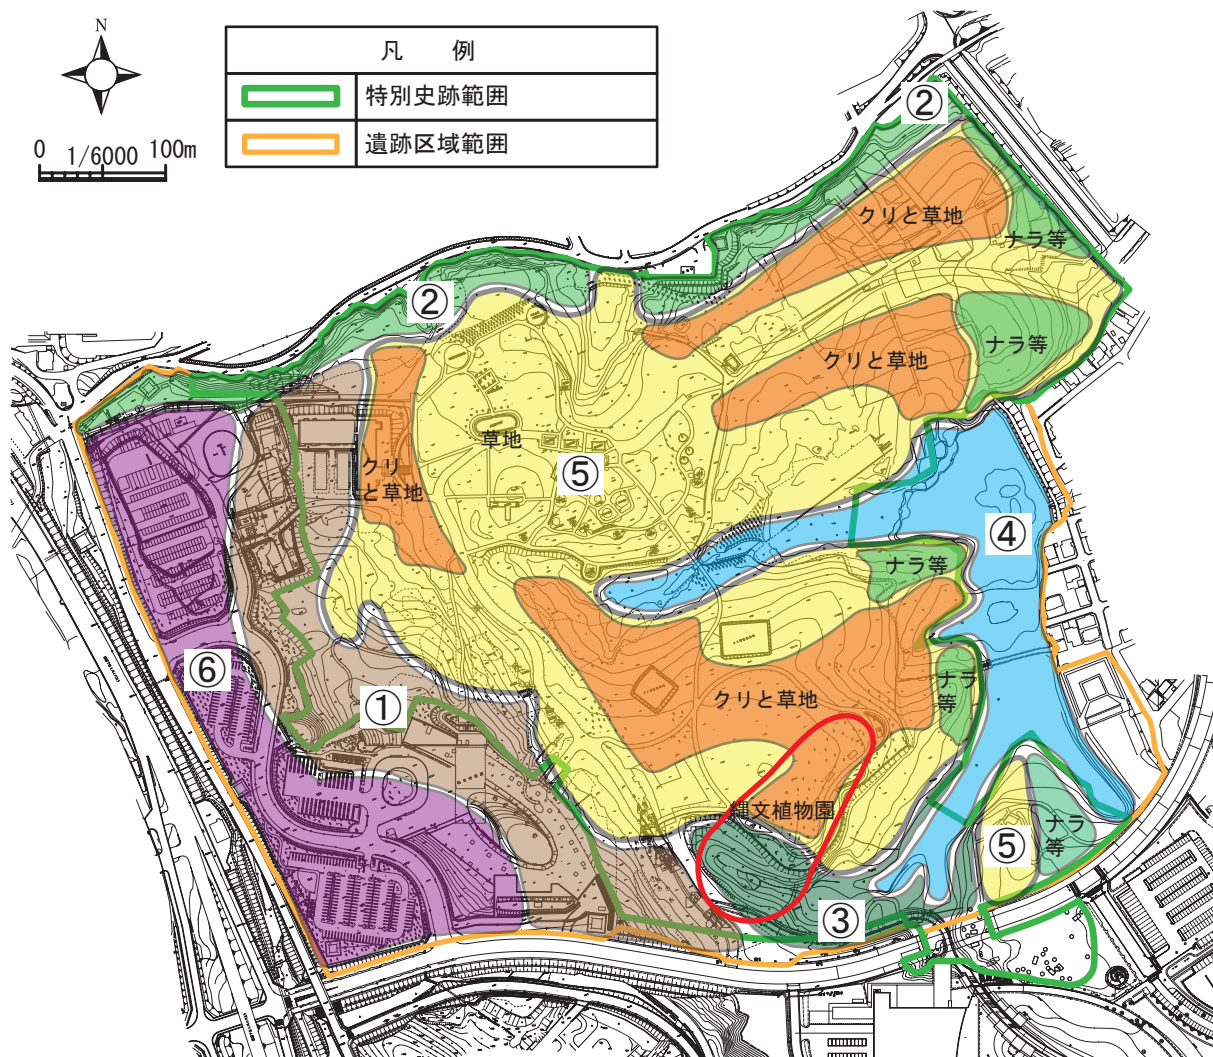 N
0 1/6000 100m
凡 例
特別史跡範囲
遺跡区域範囲
②
クリと草地
ナラ等
②
ナラ等
クリと草地
草地
クリ
と草地
⑤
④
ナラ等
⑥
ナラ
等
①
クリと草地
縄文植物園
ナラ
等
⑤
③